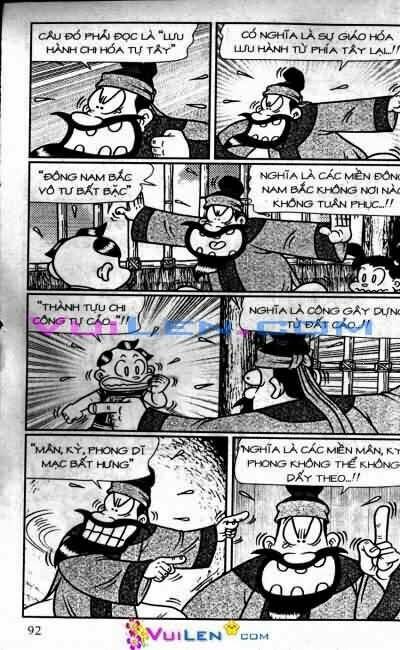 CÂU ĐÓ PHẢI ĐỌC LÀ "LƯU
HÀNH CHI HÓA TỰ TÂY"
CÓ NGHĨA LÀ SỰ GIÁO HÓA
LƯU HÀNH TỪ PHÍA TÂY LẠI...!!
"ĐÔNG NAM BẮC
VÔ TƯ BẤT BẶC"
NGHĨA LÀ CÁC MIỀN ĐÔNG
NAM BẮC KHÔNG NƠI NÀO
KHÔNG TUÂN PHỤC...!!
"THÀNH TỰU CHI
CÔNG TỰ CÁO.."!!
NGHĨA LÀ CÔNG GÂY DỰNG
TỪ ĐẤT CÁO...!!
VUILEN.COM
"MÂN, KỲ, PHONG DĨ
MẠC BẤT HƯNG"
"NGHĨA LÀ CÁC MIỀN MÂN, KỲ
PHONG KHÔNG THỂ KHÔNG
DẤY THEO...!!
92
VUILEN.COM